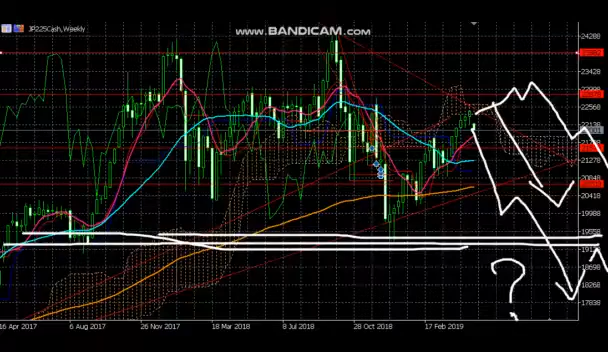 www.BANDICAM.com
JP225Cash,Weekly
24288
23428
22998
22568
22138
21278
20848
20418
19988
19558
19128
18698
18268
17838
16 Apr 2017
6 Aug 2017
26 Nov 2017
18 Mar 2018
8 Jul 2018
28 Oct 2018
17 Feb 2019
?